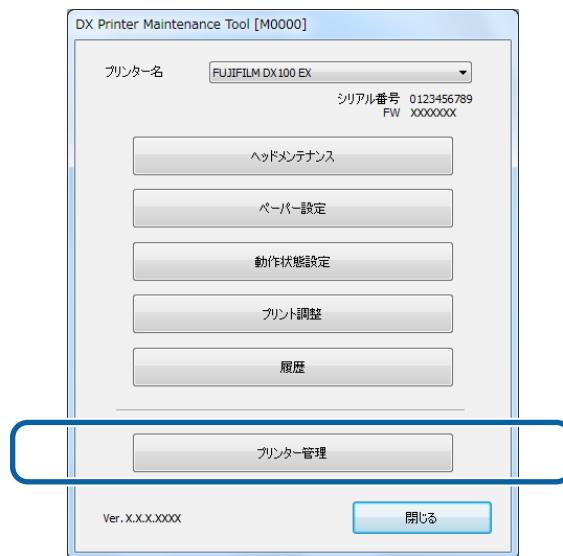 DX Printer Maintenance Tool [M0000]
プリンター名 FUJIFILM DX100 EX
シリアル番号 0123456789
FW XXXXXXX
ヘッドメンテナンス
ペーパー設定
動作状態設定
プリント調整
履歴
プリンター管理
Ver.X.X.X.XXXX 閉じる